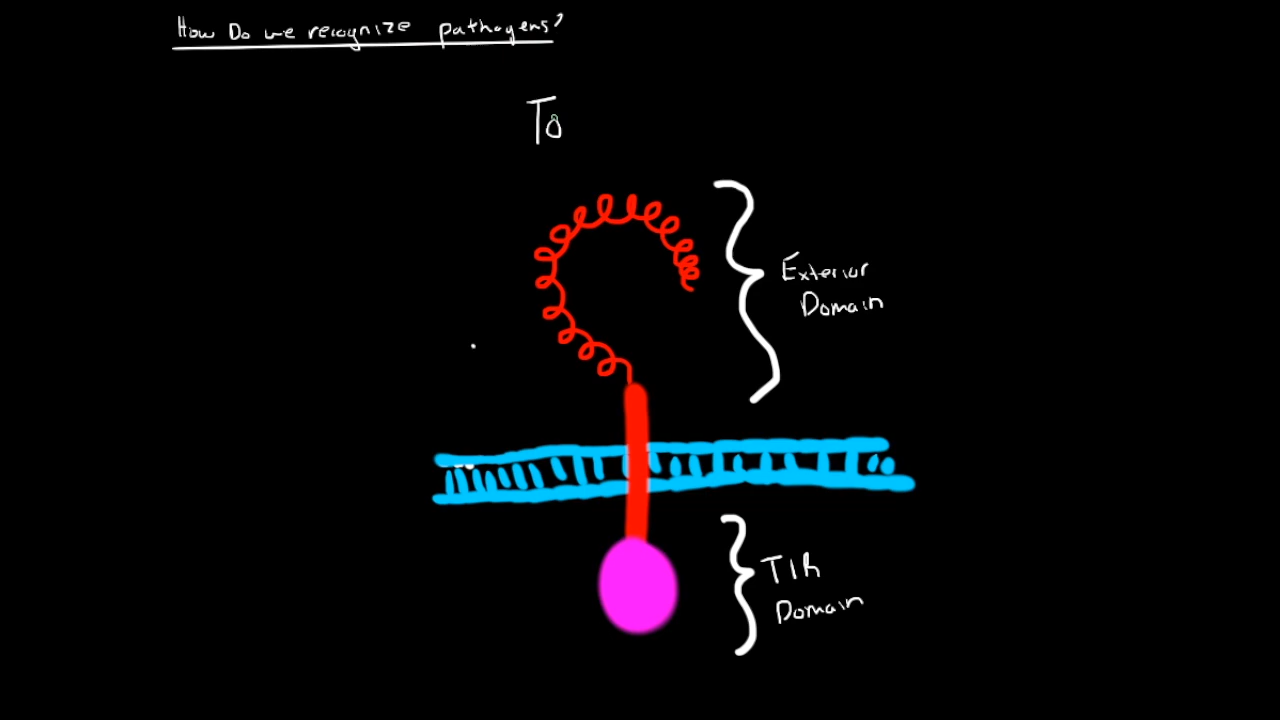 How Do we recognize pathogens?
To
Exterior
Domain
TIR
Domain